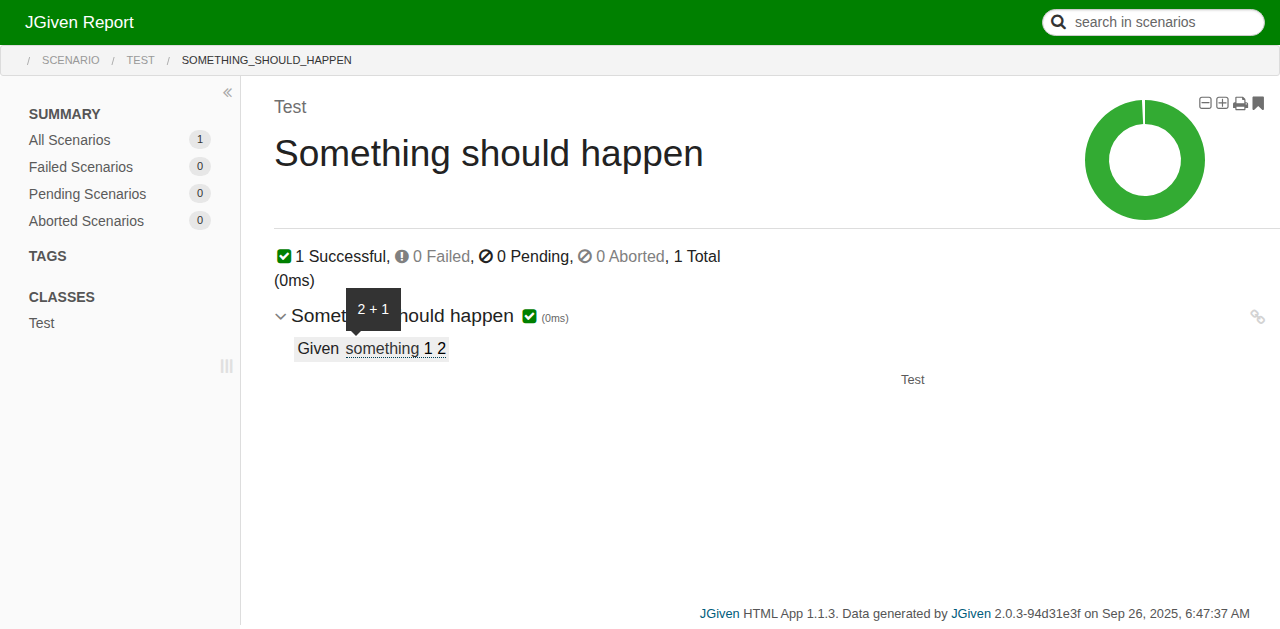 JGiven Report
search in scenarios
/ SCENARIO / TEST / SOMETHING_SHOULD_HAPPEN
SUMMARY
All Scenarios 1
Failed Scenarios 0
Pending Scenarios 0
Aborted Scenarios 0
TAGS
CLASSES
Test
Test
Something should happen
1 Successful, 0 Failed, 0 Pending, 0 Aborted, 1 Total
(0ms)
2 + 1
Somet hould happen (0ms)
Given something 1 2
Test
JGiven HTML App 1.1.3. Data generated by JGiven 2.0.3-94d31e3f on Sep 26, 2025, 6:47:37 AM